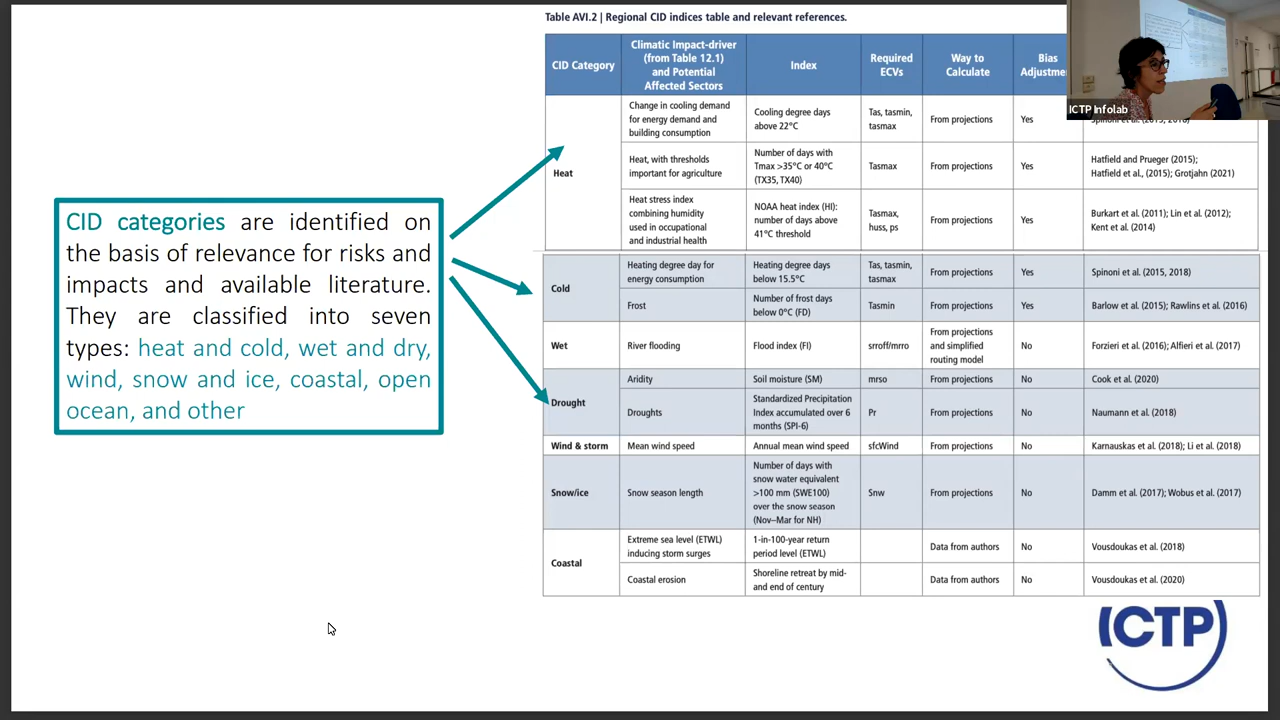 Table AVI.2 | Regional CID indices table and relevant references.
CID Category
Climatic Impact-driver
(from Table 12.1)
and Potential
Affected Sectors
Index
Required
ECVs
Way to
Calculate
Bias
ICTP Infolab
Heat
Change in cooling demand
for energy demand and
building consumption
Cooling degree days
above 22°C
Tas, tasmin,
tasmax
From projections
Yes
Heat, with thresholds
important for agriculture
Number of days with
Tmax >35°C or 40°C
(TX35, TX40)
Tasmax
From projections
Yes
Hatfield and Prueger (2015);
Hatfield et al., (2015); Grotjahn (2021)
Heat stress index
combining humidity
used in occupational
and industrial health
NOAA heat index (HI):
number of days above
41°C threshold
Tasmax,
huss, ps
From projections
Yes
Burkart et al. (2011); Lin et al. (2012);
Kent et al. (2014)
Cold
Heating degree day for
energy consumption
Heating degree days
below 15.5°C
Tas, tasmin,
tasmax
From projections
Yes
Spinoni et al. (2015, 2018)
Frost
Number of frost days
below 0°C (FD)
Tasmin
From projections
Yes
Barlow et al. (2015); Rawlins et al. (2016)
Wet
River flooding
Flood index (FI)
srroff/mrro
From projections
and simplified
routing model
No
Forzieri et al. (2016); Alfieri et al. (2017)
Drought
Aridity
Soil moisture (SM)
mrso
From projections
No
Cook et al. (2020)
Droughts
Standardized Precipitation
Index accumulated over 6
months (SPI-6)
Pr
From projections
No
Naumann et al. (2018)
Wind & storm
Mean wind speed
Annual mean wind speed
sfcWind
From projections
No
Karnauskas et al. (2018); Li et al. (2018)
Snow/ice
Snow season length
Number of days with
snow water equivalent
>100 mm (SWE100)
over the snow season
(Nov–Mar for NH)
Snw
From projections
No
Damm et al. (2017); Wobus et al. (2017)
Coastal
Extreme sea level (ETWL)
inducing storm surges
1-in-100-year return
period level (ETWL)
Data from authors
No
Vousdoukas et al. (2018)
Coastal erosion
Shoreline retreat by mid-
and end of century
Data from authors
No
Vousdoukas et al. (2020)
CID categories are identified on
the basis of relevance for risks and
impacts and available literature.
They are classified into seven
types: heat and cold, wet and dry,
wind, snow and ice, coastal, open
ocean, and other
ICTP